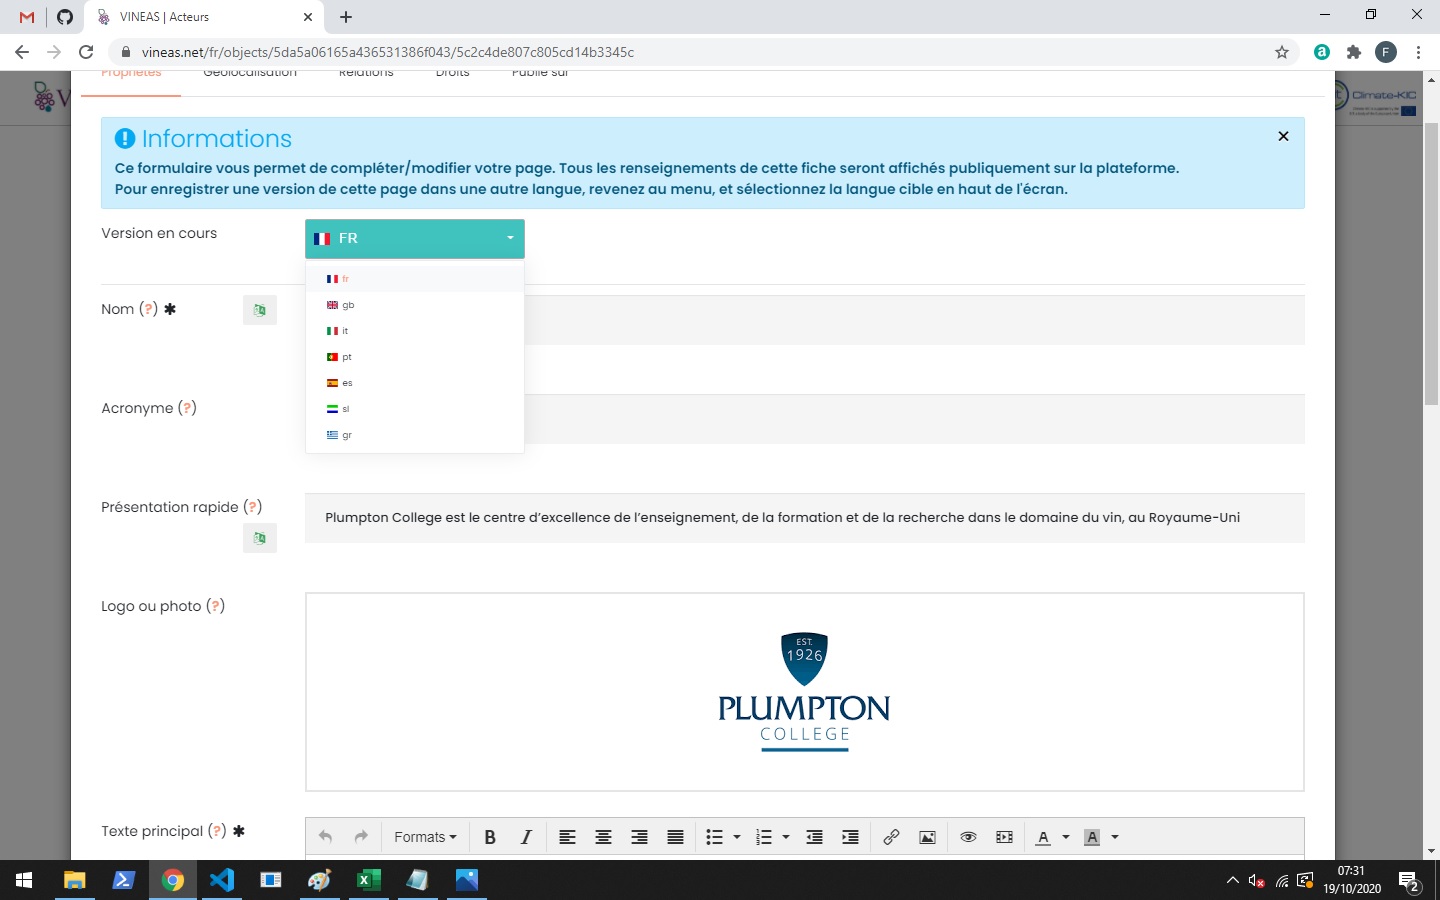 VINEAS | Acteurs
vineas.net/fr/objects/5da5a06165a436531386f043/5c2c4de807c805cd14b3345c
F
Propriétés Géolocalisation Relations Droits Publié sur
V
Climate-KIC
Informations
Ce formulaire vous permet de compléter/modifier votre page. Tous les renseignements de cette fiche seront affichés publiquement sur la plateforme.
Pour enregistrer une version de cette page dans une autre langue, revenez au menu, et sélectionnez la langue cible en haut de l'écran.
Version en cours
FR
fr
gb
it
pt
es
sl
gr
Nom (?) ✱
Acronyme (?)
Présentation rapide (?)
Plumpton College est le centre d’excellence de l’enseignement, de la formation et de la recherche dans le domaine du vin, au Royaume-Uni
Logo ou photo (?)
EST.
1926
PLUMPTON
COLLEGE
Texte principal (?) ✱
Formats B I A A
07:31
19/10/2020
2